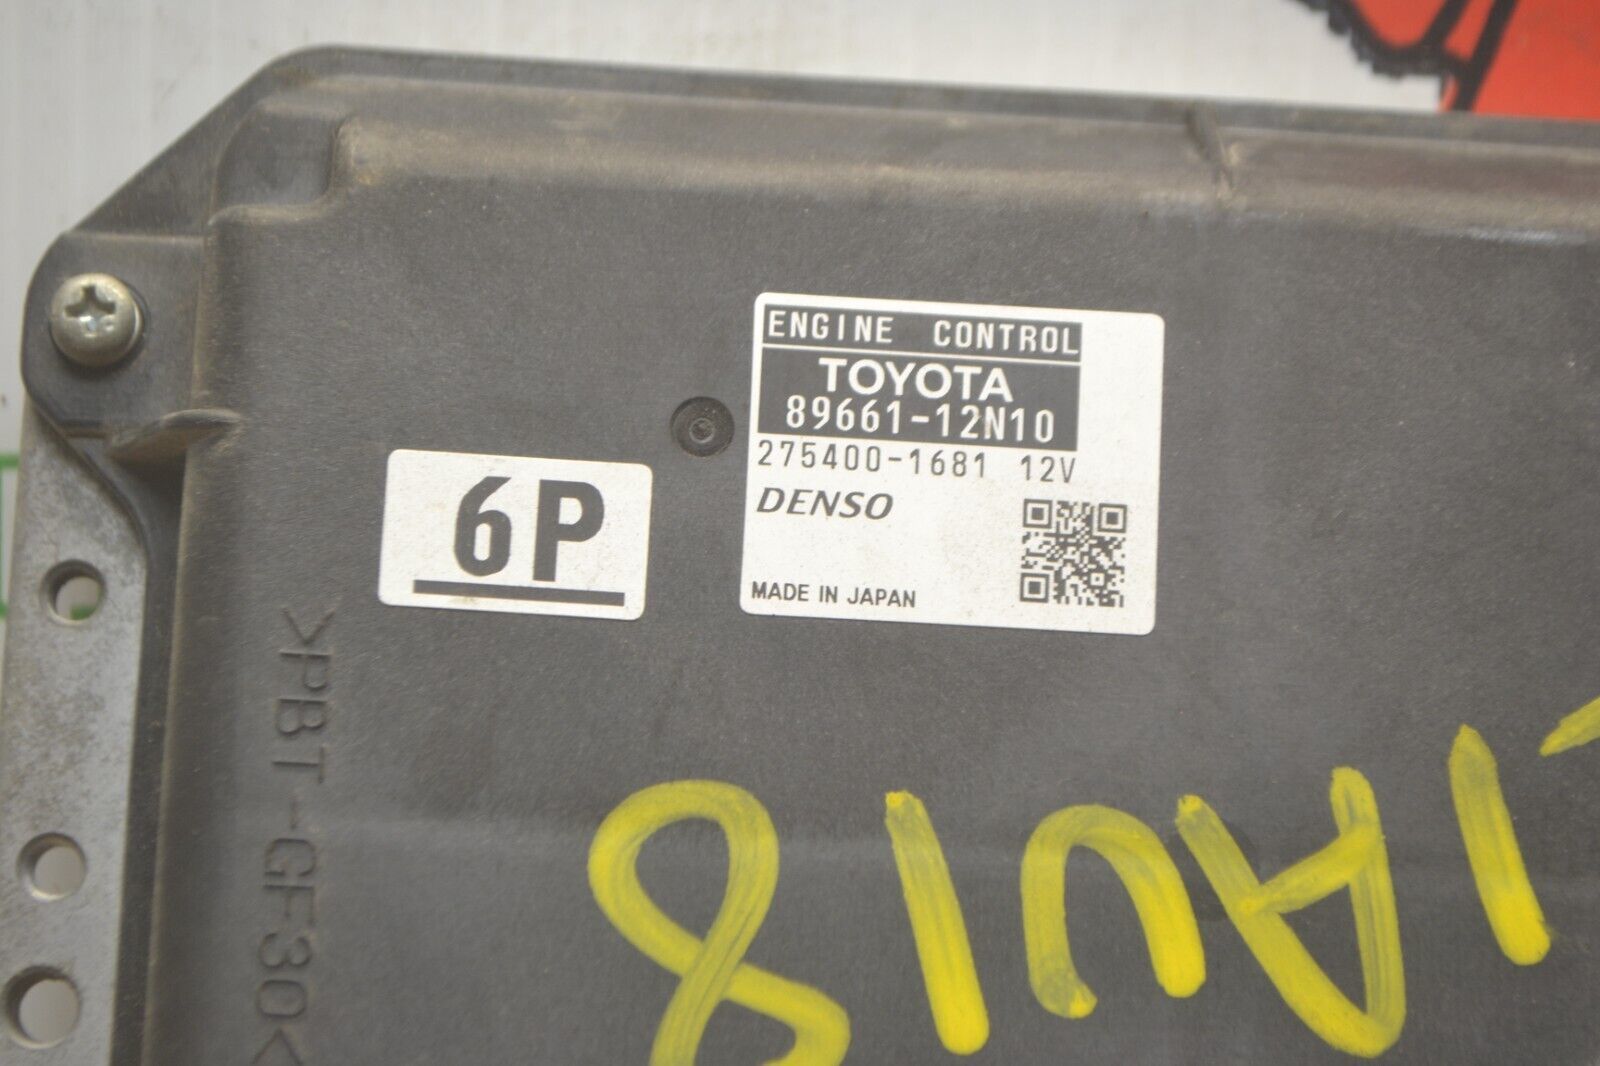 ENGINE CONTROL
TOYOTA
89661-12N10
275400-1681 12V
DENSO
MADE IN JAPAN
6P
>PBT-GF30<